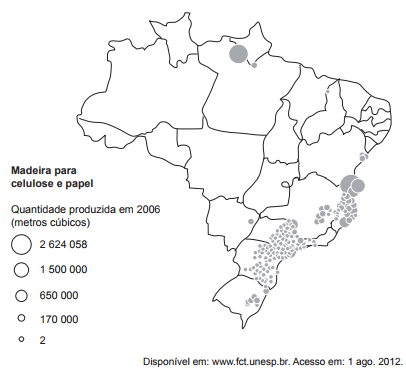 Madeira para
celulose e papel
Quantidade produzida em 2006
(metros cúbicos)
2 624 058
1 500 000
650 000
170 000
2
Disponível em: www.fct.unesp.br. Acesso em: 1 ago. 2012.